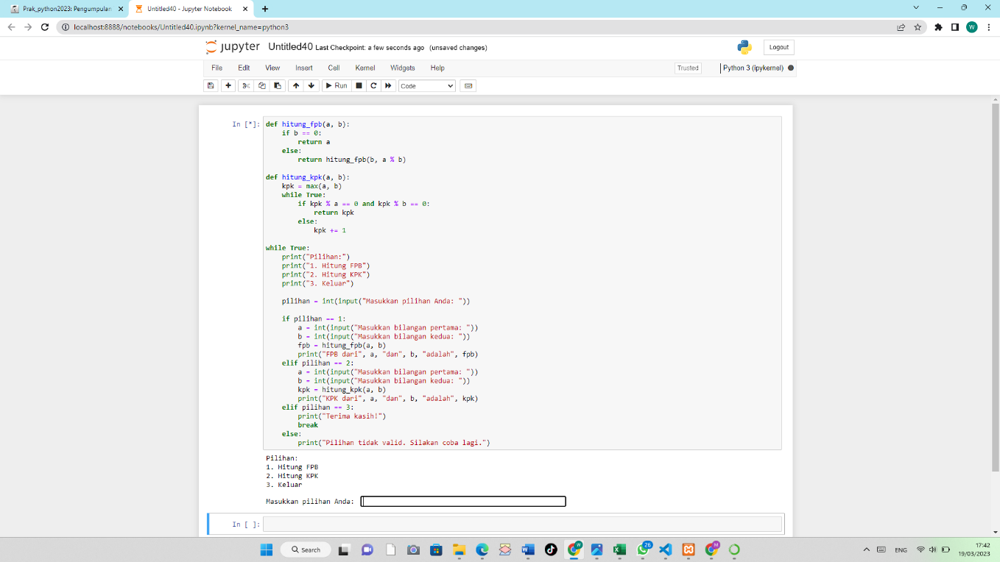 Prak_python2023: Pengumpulan
Untitled40 - Jupyter Notebook
localhost:8888/notebooks/Untitled40.ipynb?kernel_name=python3
W
jupyter Untitled40 Last Checkpoint: a few seconds ago (unsaved changes)
Logout
File Edit View Insert Cell Kernel Widgets Help
Trusted Python 3 (ipykernel)
Run Code
In [*]: def hitung_fpb(a, b):
    if b == 0:
        return a
    else:
        return hitung_fpb(b, a % b)
def hitung_kpk(a, b):
    kpk = max(a, b)
    while True:
        if kpk % a == 0 and kpk % b == 0:
            return kpk
        else:
            kpk += 1
while True:
    print("Pilihan:")
    print("1. Hitung FPB")
    print("2. Hitung KPK")
    print("3. Keluar")
    pilihan = int(input("Masukkan pilihan Anda: "))
    if pilihan == 1:
        a = int(input("Masukkan bilangan pertama: "))
        b = int(input("Masukkan bilangan kedua: "))
        fpb = hitung_fpb(a, b)
        print("FPB dari", a, "dan", b, "adalah", fpb)
    elif pilihan == 2:
        a = int(input("Masukkan bilangan pertama: "))
        b = int(input("Masukkan bilangan kedua: "))
        kpk = hitung_kpk(a, b)
        print("KPK dari", a, "dan", b, "adalah", kpk)
    elif pilihan == 3:
        print("Terima kasih!")
        break
    else:
        print("Pilihan tidak valid. Silakan coba lagi.")
Pilihan:
1. Hitung FPB
2. Hitung KPK
3. Keluar
Masukkan pilihan Anda:
In [ ]:
Search
W
26
M
ENG
17:42
19/03/2023